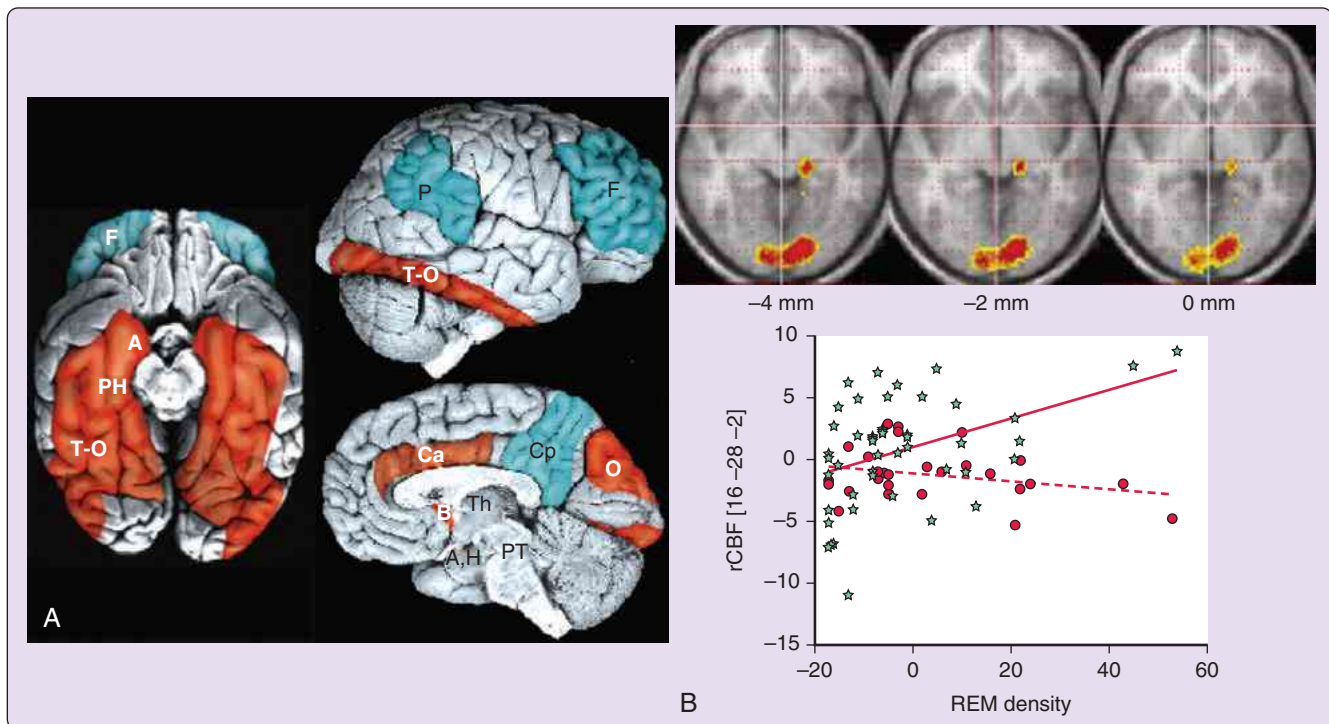 F
A
PH
T-O
P
F
T-O
Ca
Cp
O
B
Th
A,H
PT
A
–4 mm
–2 mm
0 mm
rCBF [16 –28 –2]
10
5
0
–5
–10
–15
–20
0
20
40
60
REM density
B